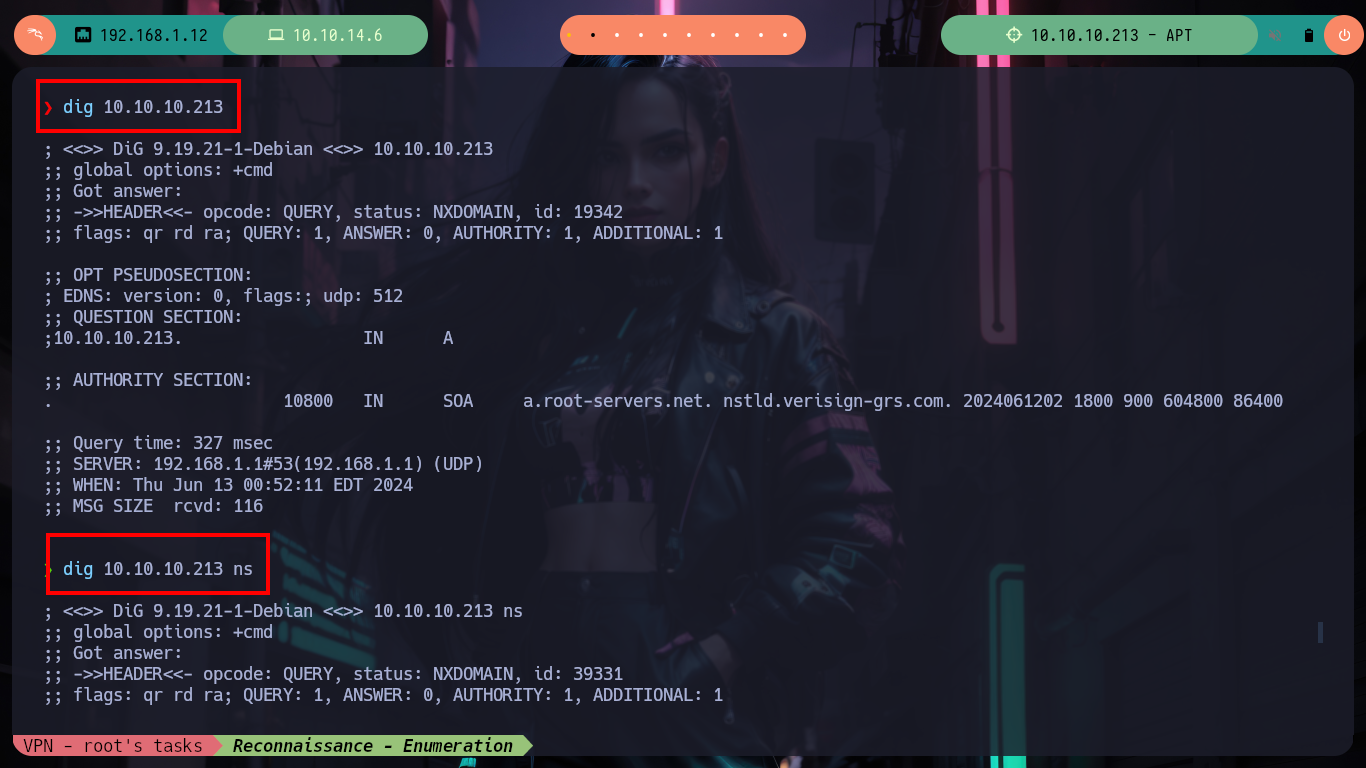 192.168.1.12
10.10.14.6
10.10.10.213 - APT
❯ dig 10.10.10.213
; <<>> DiG 9.19.21-1-Debian <<>> 10.10.10.213
;; global options: +cmd
;; Got answer:
;; ->>HEADER<<- opcode: QUERY, status: NXDOMAIN, id: 19342
;; flags: qr rd ra; QUERY: 1, ANSWER: 0, AUTHORITY: 1, ADDITIONAL: 1
;; OPT PSEUDOSECTION:
; EDNS: version: 0, flags:; udp: 512
;; QUESTION SECTION:
;10.10.10.213. IN A
;; AUTHORITY SECTION:
. 10800 IN SOA a.root-servers.net. nstld.verisign-grs.com. 2024061202 1800 900 604800 86400
;; Query time: 327 msec
;; SERVER: 192.168.1.1#53(192.168.1.1) (UDP)
;; WHEN: Thu Jun 13 00:52:11 EDT 2024
;; MSG SIZE rcvd: 116
❯ dig 10.10.10.213 ns
; <<>> DiG 9.19.21-1-Debian <<>> 10.10.10.213 ns
;; global options: +cmd
;; Got answer:
;; ->>HEADER<<- opcode: QUERY, status: NXDOMAIN, id: 39331
;; flags: qr rd ra; QUERY: 1, ANSWER: 0, AUTHORITY: 1, ADDITIONAL: 1
VPN - root's tasks Reconnaissance - Enumeration